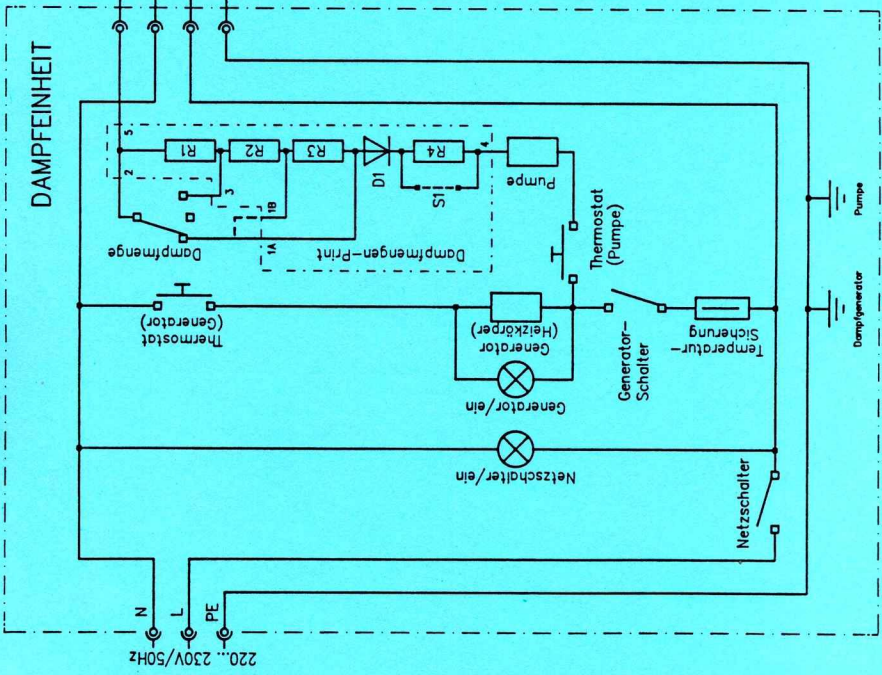 DAMPFEINHEIT
5
2
R1
R2
R3
D1
R4
4
S1
Pumpe
3
1B
1A
Dampfmenge
Dampfmengen-Print
Thermostat
(Pumpe)
Thermostat
(Generator)
Generator
(Heizkörper)
Generator/ein
Generator-
Schalter
Temperatur-
Sicherung
Netzschalter/ein
Netzschalter
Pumpe
Dampfgenerator
N
L
PE
220... 230V/50Hz